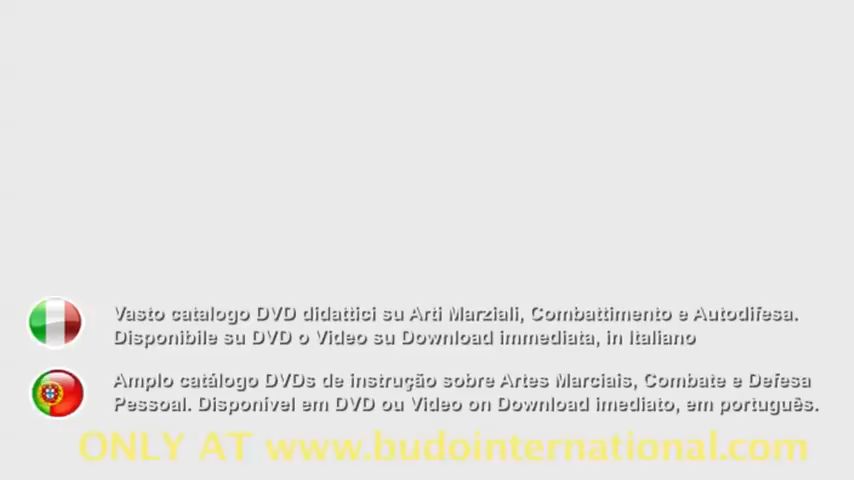 Vasto catalogo DVD didattici su Arti Marziali, Combattimento e Autodifesa.
Disponibile su DVD o Video su Download immediata, in Italiano
Amplo catálogo DVDs de instrução sobre Artes Marciais, Combate e Defesa
Pessoal. Disponível em DVD ou Video on Download imediato, em português.
ONLY AT www.budointernational.com